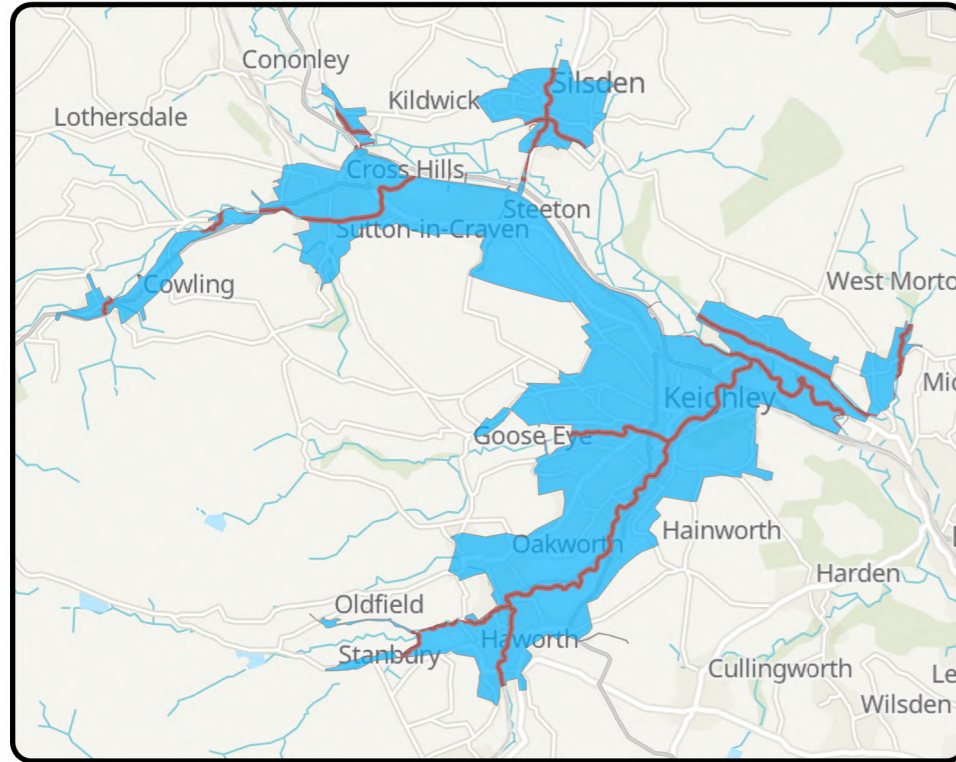 Cononley
Silsden
Kildwick
Lothersdale
Cross Hills
Steeton
Sutton-in-Craven
West Morto
Cowling
Mic
Keighley
Goose Eye
Hainworth
Oakworth
Harden
Oldfield
Haworth
Stanbury
Cullingworth
Le
Wilsden